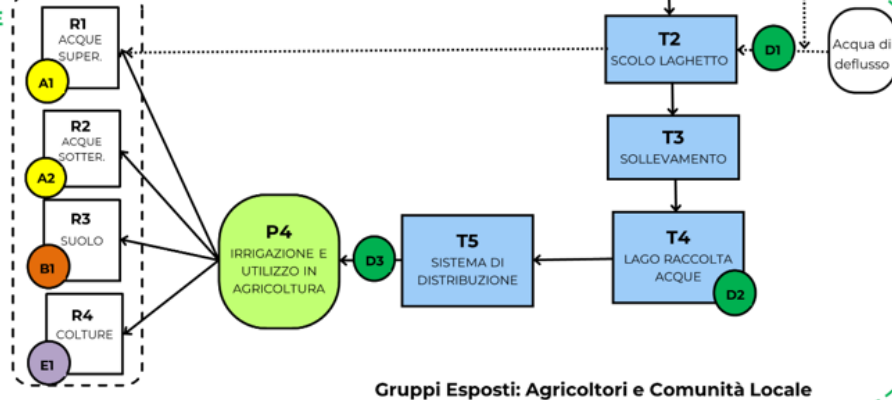 E
R1
ACQUE
SUPER.
A1
R2
ACQUE
SOTTER.
A2
R3
SUOLO
B1
R4
COLTURE
E1
P4
IRRIGAZIONE E
UTILIZZO IN
AGRICOLTURA
D3
T5
SISTEMA DI
DISTRIBUZIONE
T2
SCOLO LAGHETTO
D1
Acqua di
deflusso
T3
SOLLEVAMENTO
T4
LAGO RACCOLTA
ACQUE
D2
Gruppi Esposti: Agricoltori e Comunità Locale